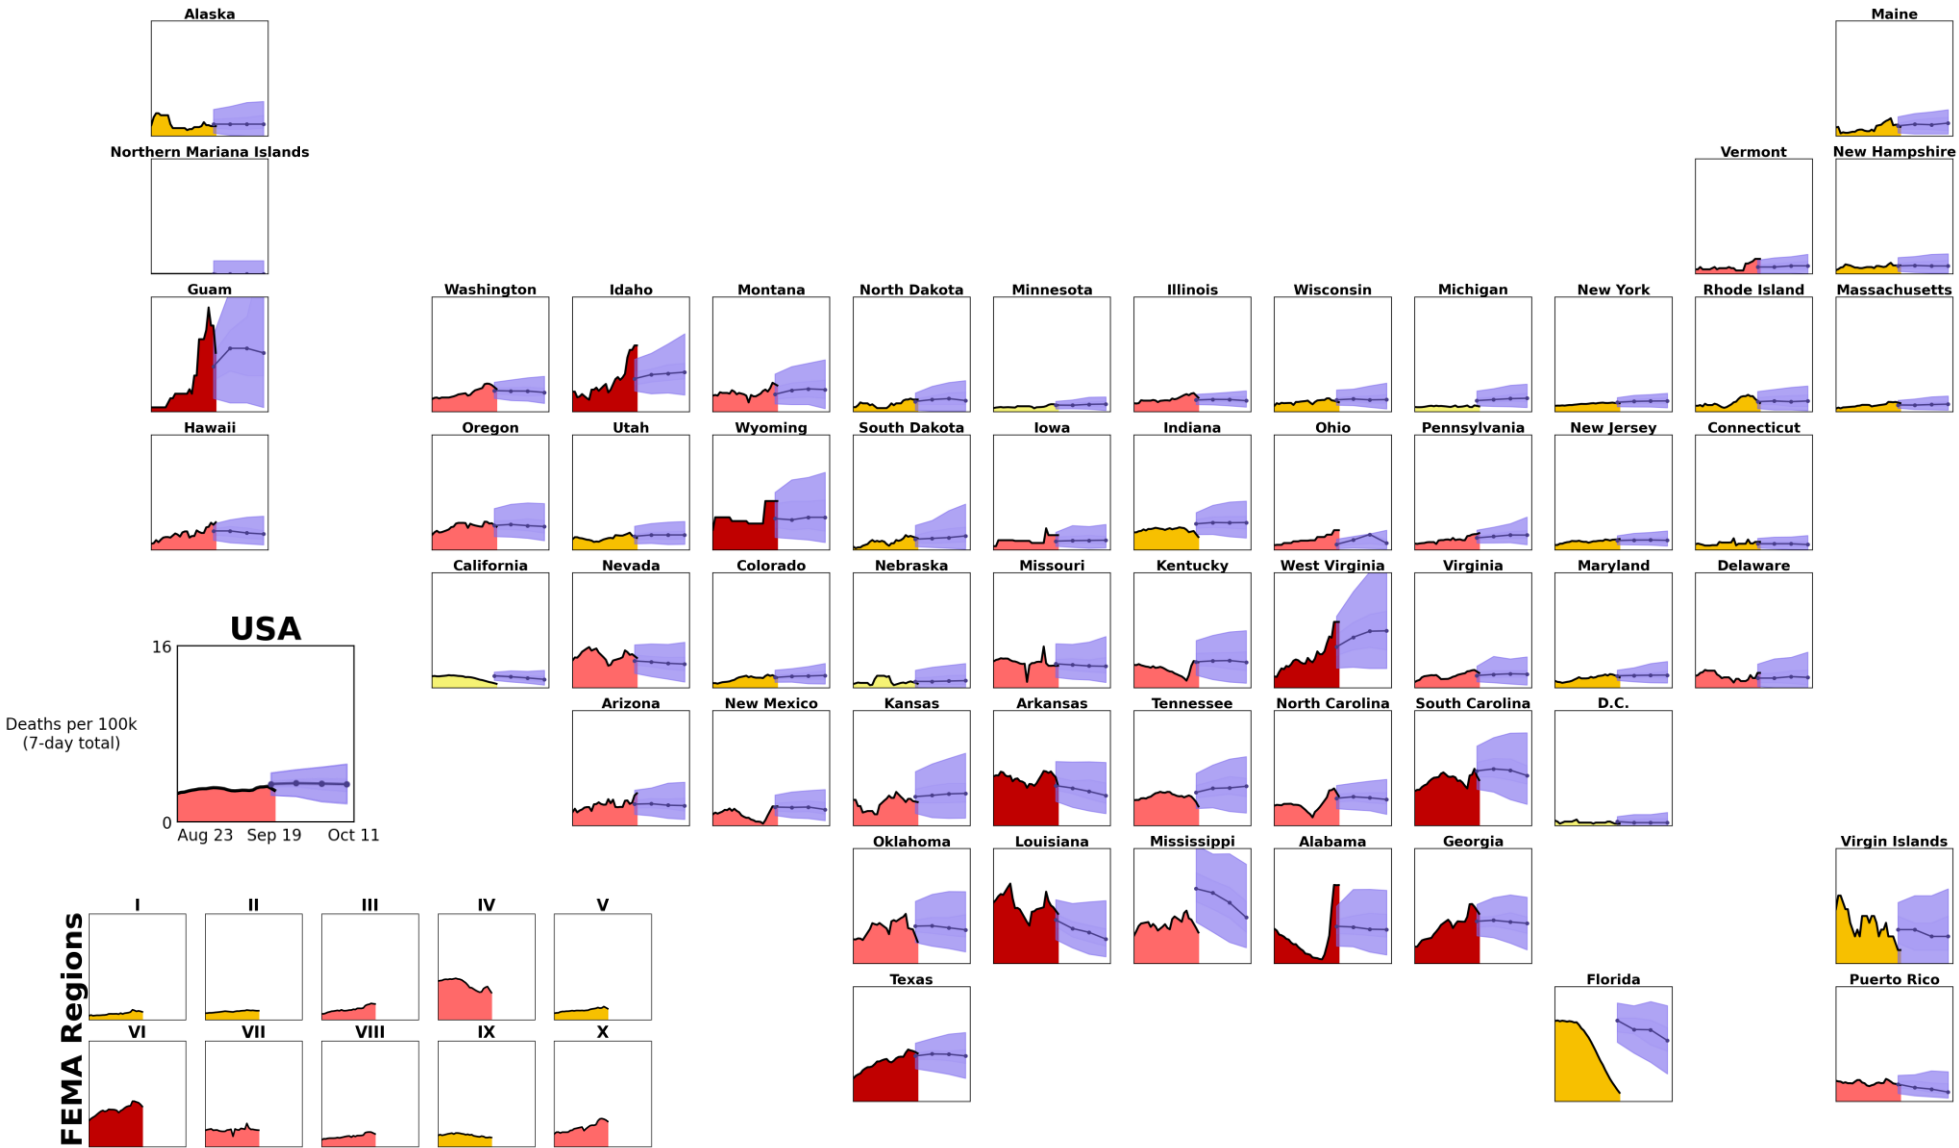 Alaska
Maine
Northern Mariana Islands
Vermont
New Hampshire
Guam
Washington
Idaho
Montana
North Dakota
Minnesota
Illinois
Wisconsin
Michigan
New York
Rhode Island
Massachusetts
Hawaii
Oregon
Utah
Wyoming
South Dakota
Iowa
Indiana
Ohio
Pennsylvania
New Jersey
Connecticut
California
Nevada
Colorado
Nebraska
Missouri
Kentucky
West Virginia
Virginia
Maryland
Delaware
USA
16
Deaths per 100k
(7-day total)
0
Aug 23
Sep 19
Oct 11
Arizona
New Mexico
Kansas
Arkansas
Tennessee
North Carolina
South Carolina
D.C.
Oklahoma
Louisiana
Mississippi
Alabama
Georgia
Virgin Islands
Texas
Florida
Puerto Rico
FEMA Regions
I
II
III
IV
V
VI
VII
VIII
IX
X